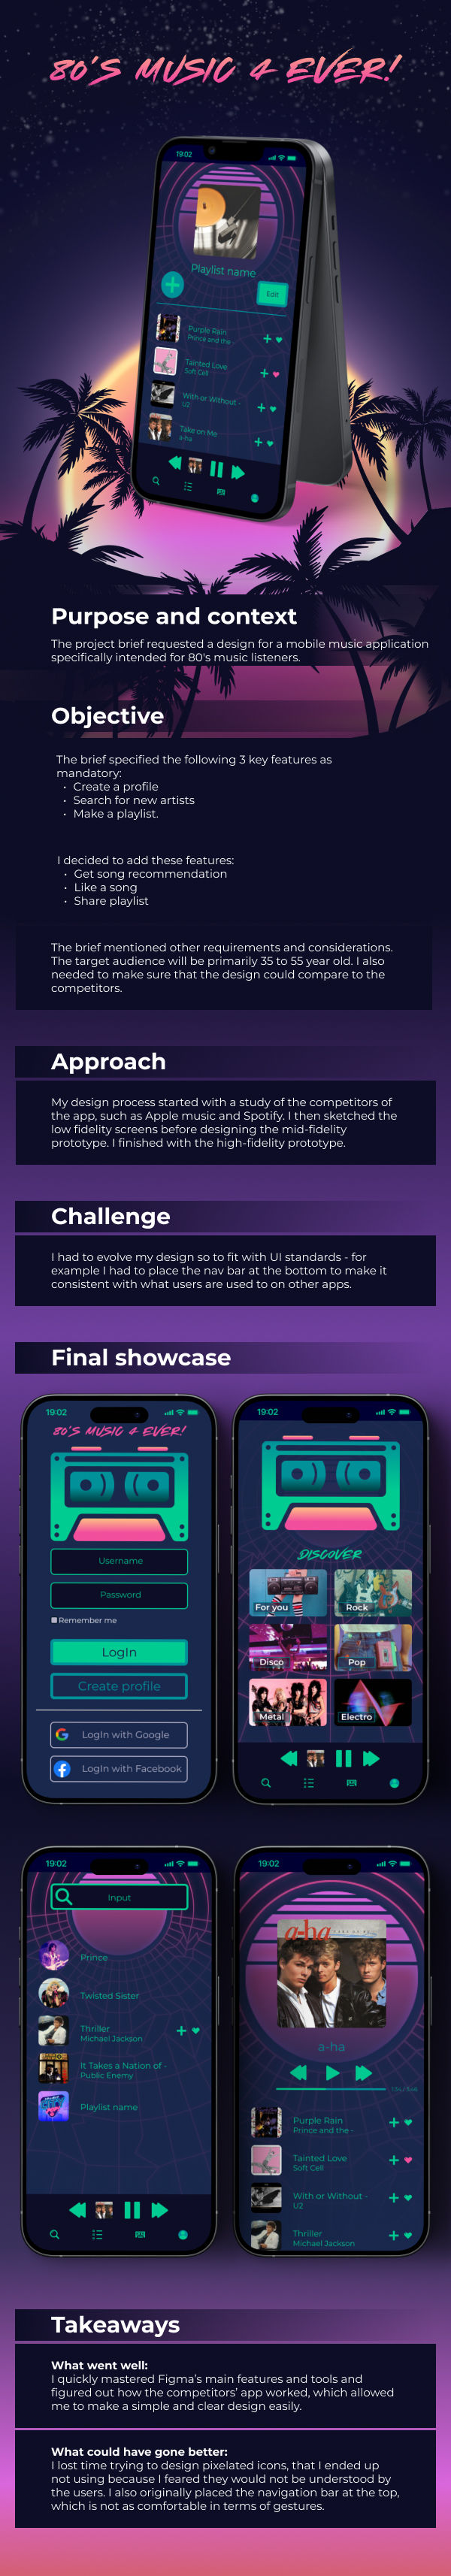 80'S MUSIC 4 EVER!
19:02
Playlist name
Edit
Purple Rain
Prince and the -
Tainted Love
Soft Cell
With or Without -
U2
Take on Me
a-ha
Purpose and context
The project brief requested a design for a mobile music application
specifically intended for 80's music listeners.
Objective
The brief specified the following 3 key features as
mandatory:
• Create a profile
• Search for new artists
• Make a playlist.
I decided to add these features:
• Get song recommendation
• Like a song
• Share playlist
The brief mentioned other requirements and considerations.
The target audience will be primarily 35 to 55 year old. I also
needed to make sure that the design could compare to the
competitors.
Approach
My design process started with a study of the competitors of
the app, such as Apple music and Spotify. I then sketched the
low fidelity screens before designing the mid-fidelity
prototype. I finished with the high-fidelity prototype.
Challenge
I had to evolve my design so to fit with UI standards - for
example I had to place the nav bar at the bottom to make it
consistent with what users are used to on other apps.
Final showcase
19:02
80'S MUSIC 4 EVER!
Username
Password
Remember me
LogIn
Create profile
LogIn with Google
LogIn with Facebook
19:02
DISCOVER
For you
Rock
Disco
Pop
Metal
Electro
19:02
Input
Prince
Twisted Sister
Thriller
Michael Jackson
It Takes a Nation of -
Public Enemy
Playlist name
19:02
a-ha
a-ha
Purple Rain
Prince and the -
Tainted Love
Soft Cell
With or Without -
U2
Thriller
Michael Jackson
Takeaways
What went well:
I quickly mastered Figma's main features and tools and
figured out how the competitors' app worked, which allowed
me to make a simple and clear design easily.
What could have gone better:
I lost time trying to design pixelated icons, that I ended up
not using because I feared they would not be understood by
the users. I also originally placed the navigation bar at the top,
which is not as comfortable in terms of gestures.